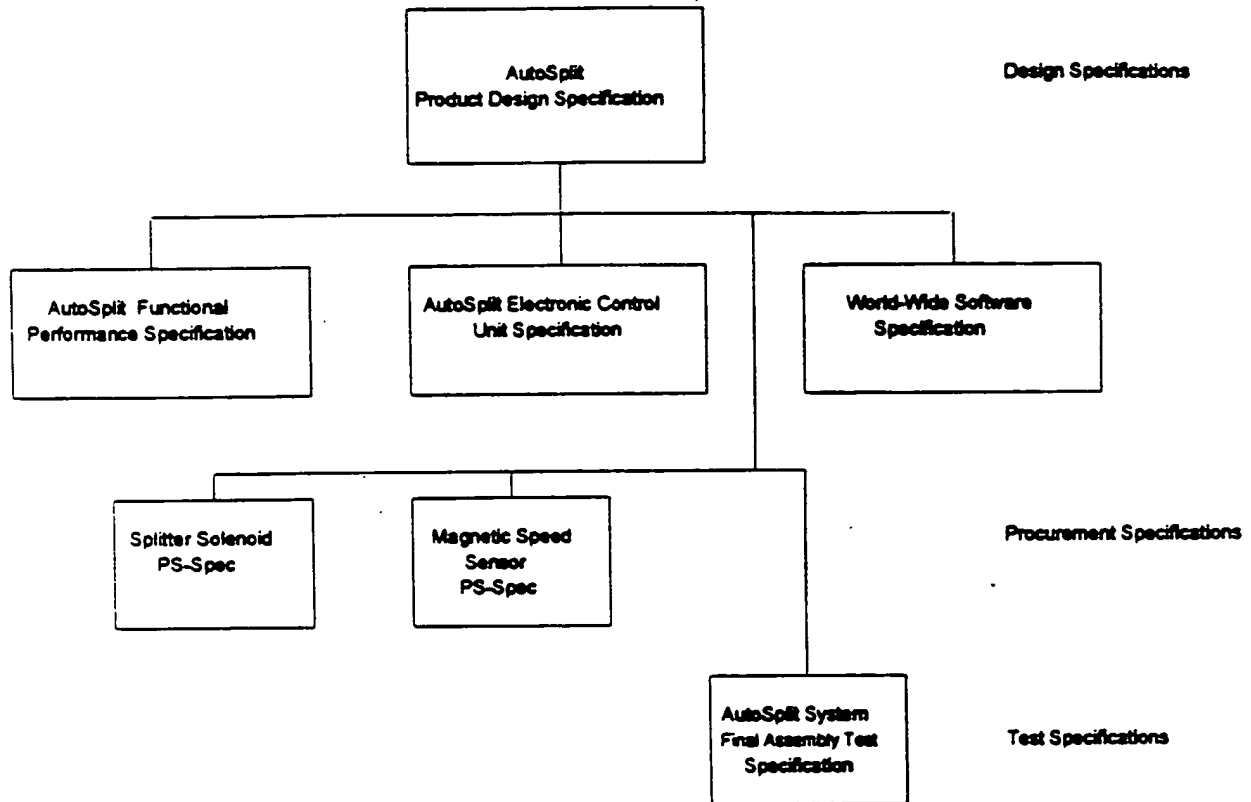 AutoSplit
Product Design Specification
Design Specifications
AutoSplit Functional
Performance Specification
AutoSplit Electronic Control
Unit Specification
World-Wide Software
Specification
Splitter Solenoid
PS-Spec
Magnetic Speed
Sensor
PS-Spec
Procurement Specifications
AutoSplit System
Final Assembly Test
Specification
Test Specifications